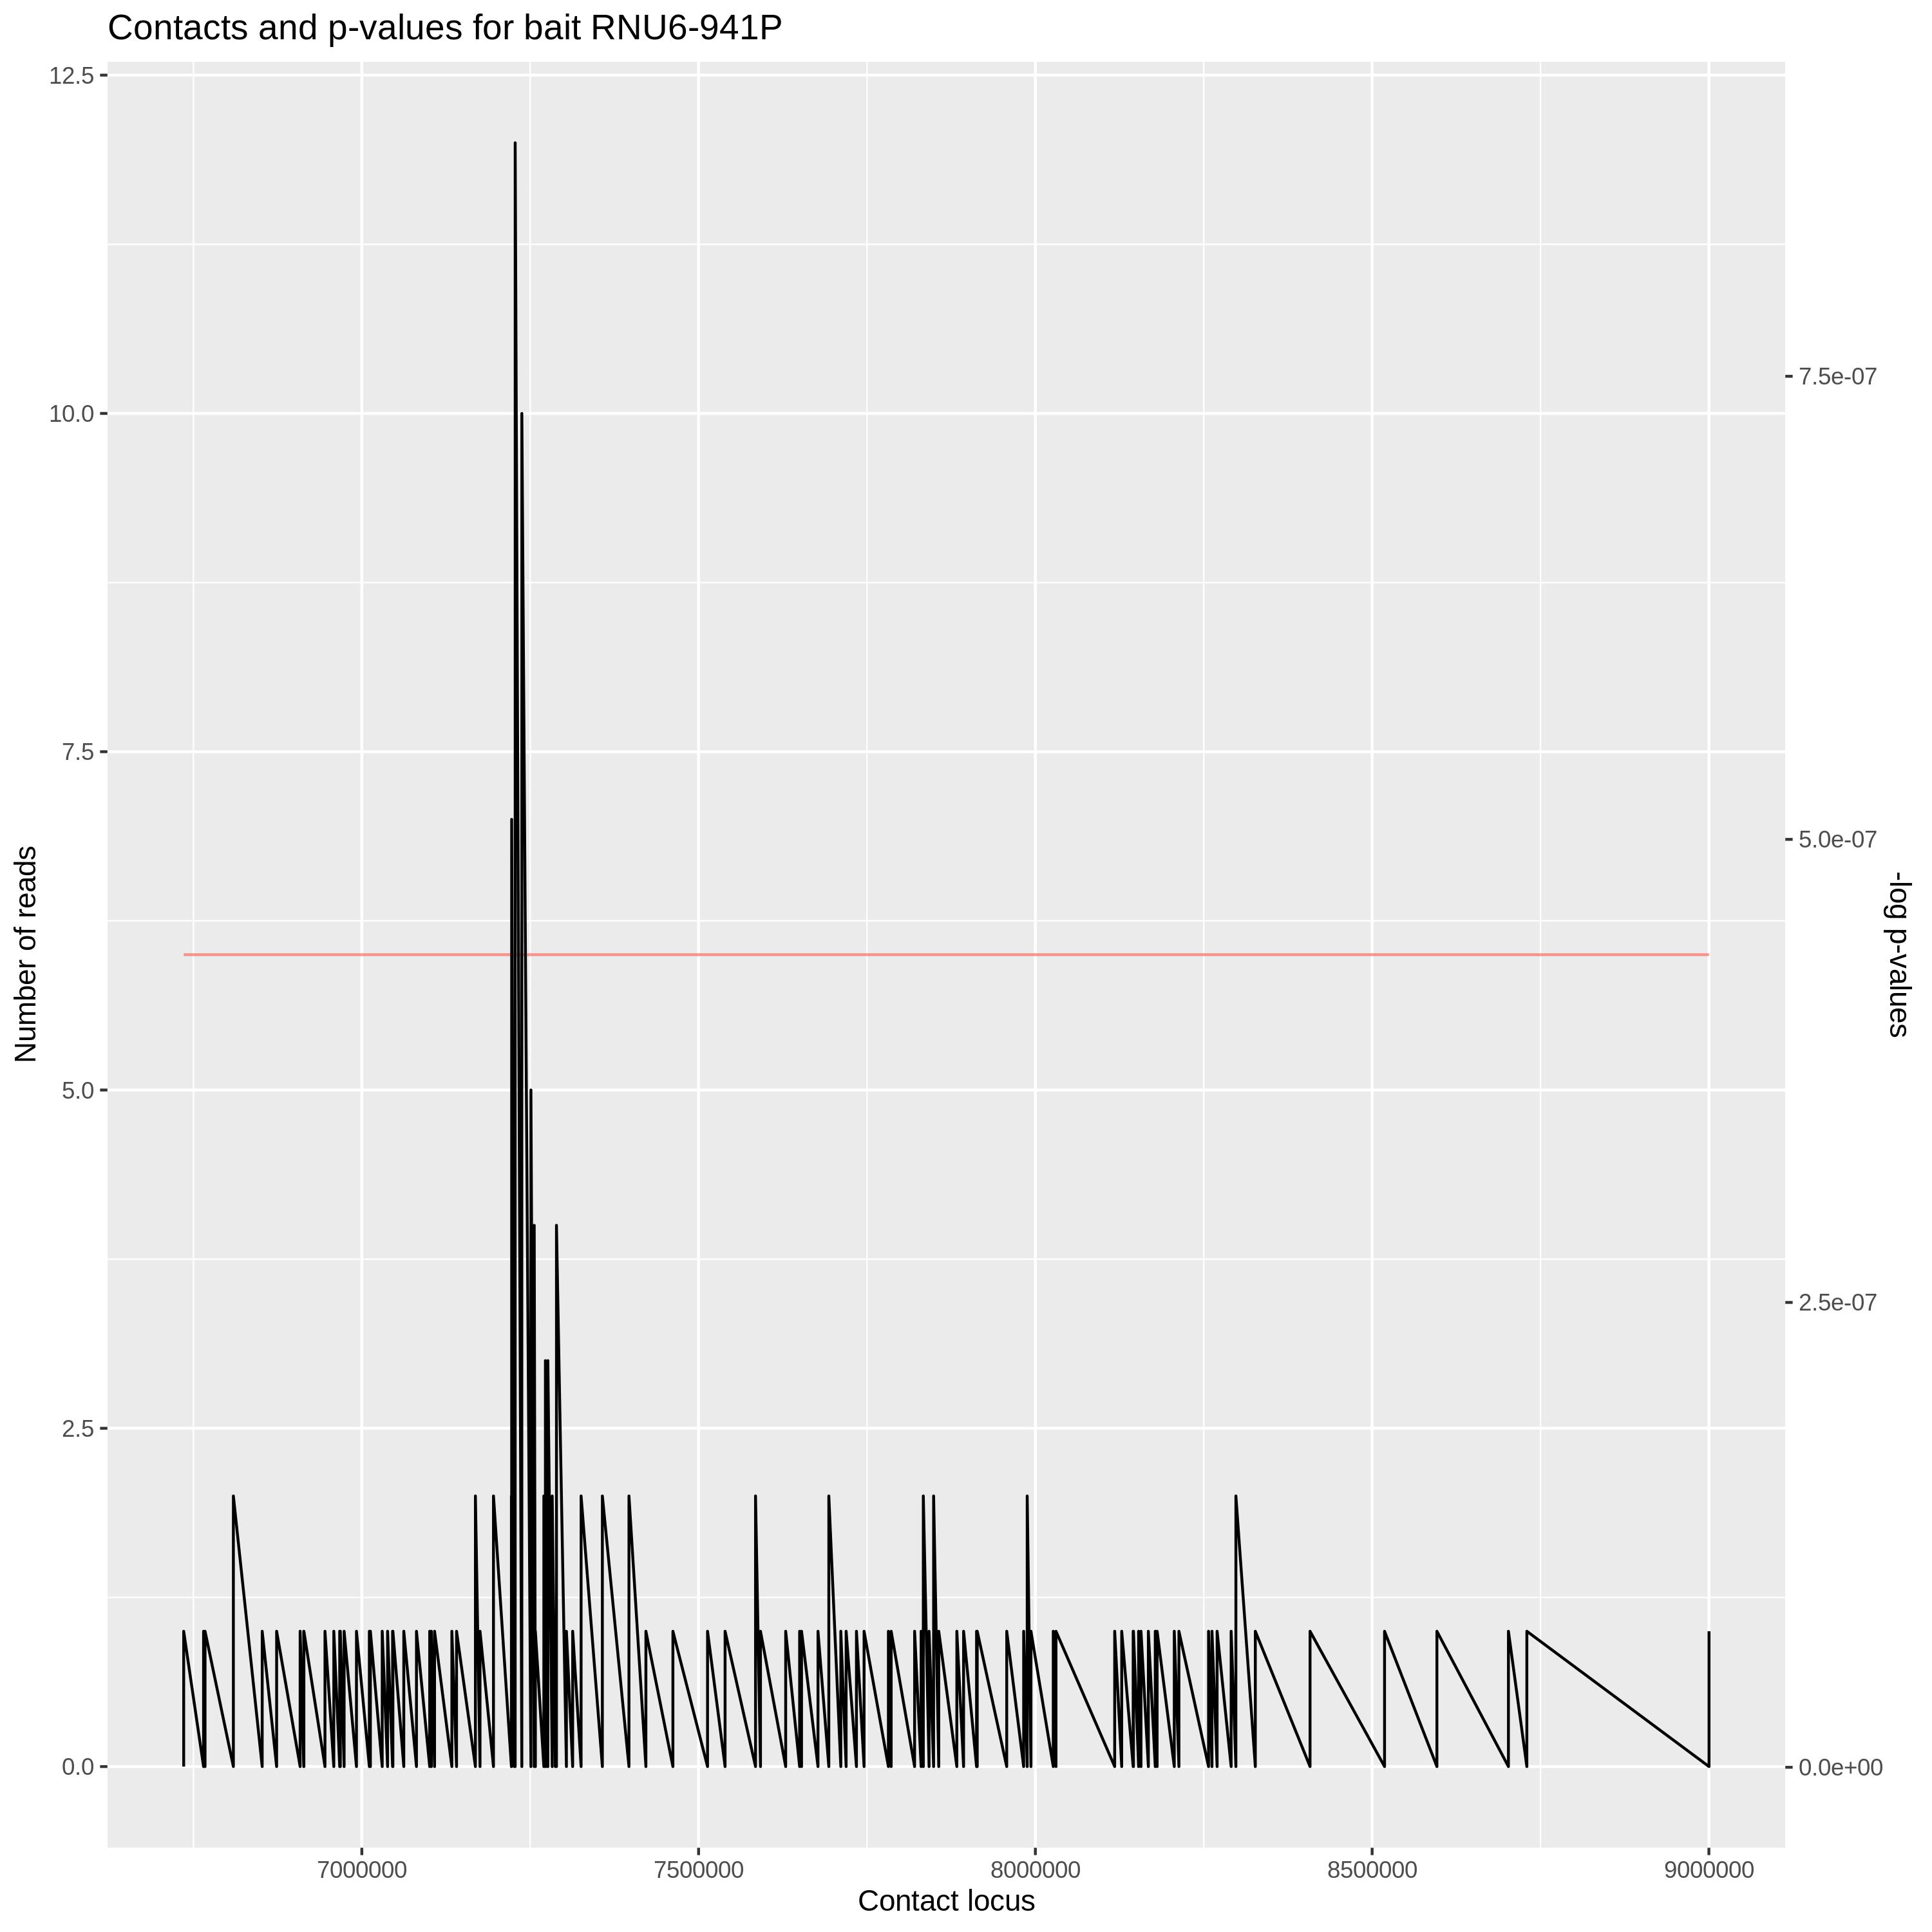 Contacts and p-values for bait RNU6-941P
12.5
10.0
7.5
5.0
2.5
0.0
Number of reads
7.5e-07
5.0e-07
2.5e-07
0.0e+00
-log p-values
7000000
7500000
8000000
8500000
9000000
Contact locus